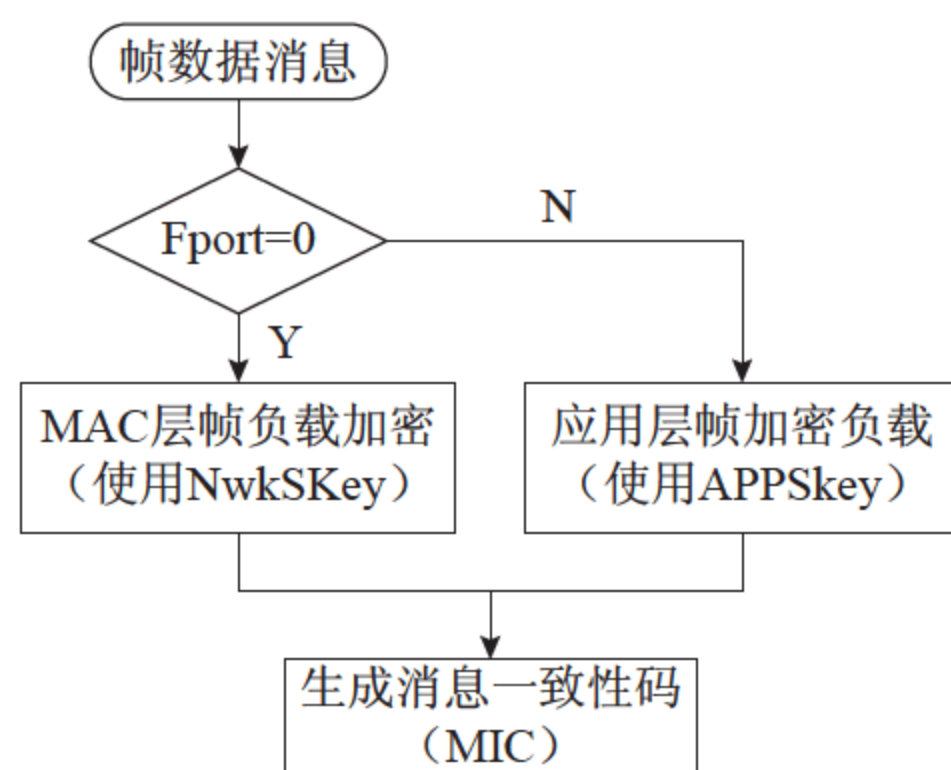 帧数据消息
Fport=0
N
Y
MAC层帧负载加密
（使用NwkSKey）
应用层帧加密负载
（使用APPSkey）
生成消息一致性码
（MIC）